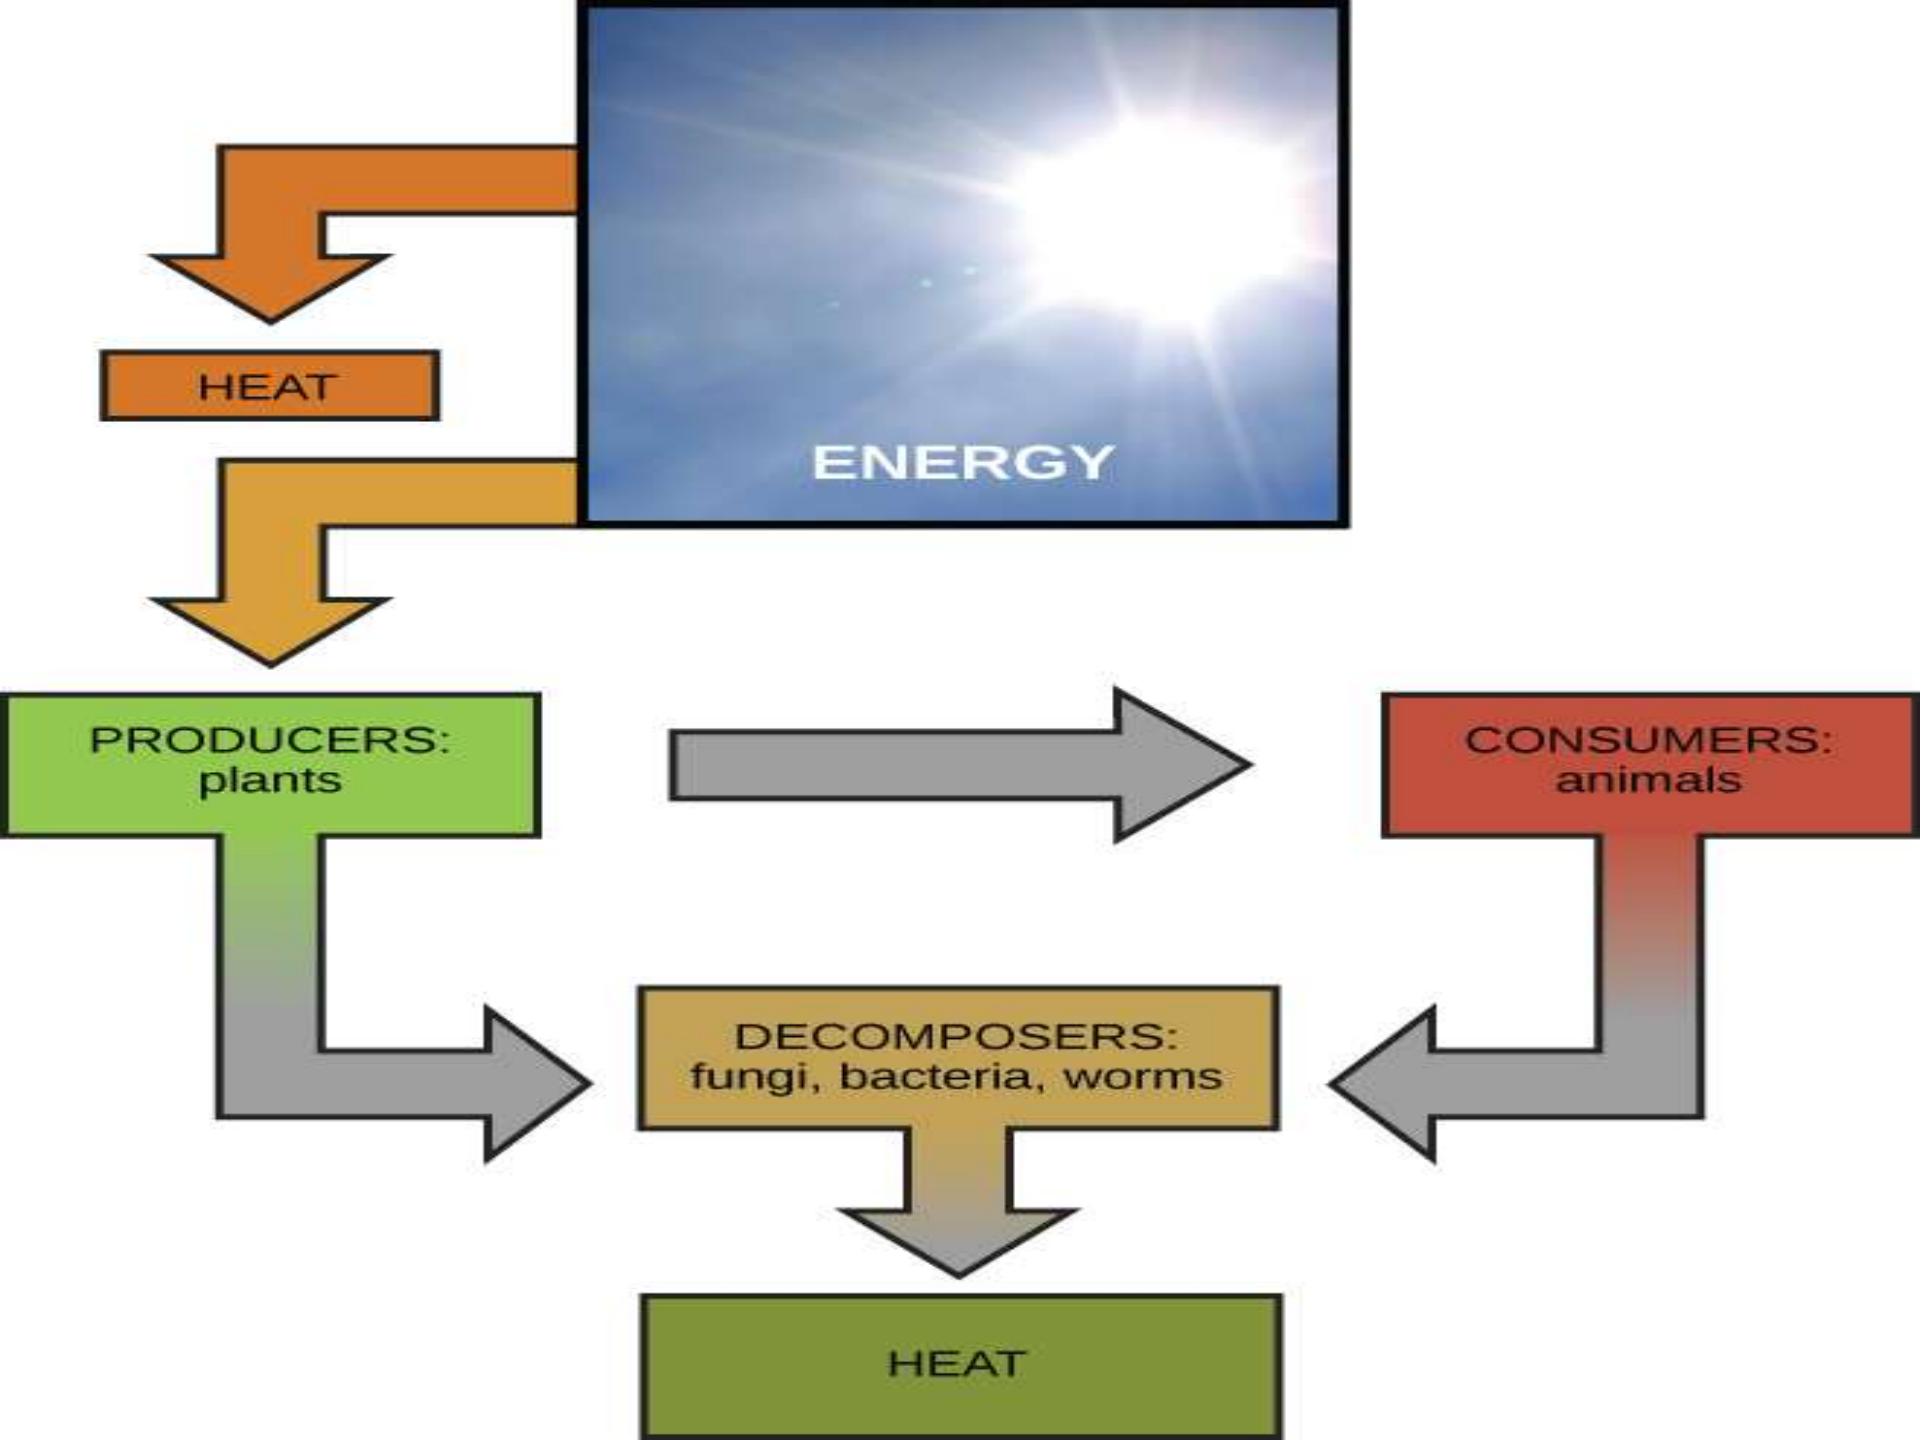 HEAT
ENERGY
PRODUCERS:
plants
CONSUMERS:
animals
DECOMPOSERS:
fungi, bacteria, worms
HEAT